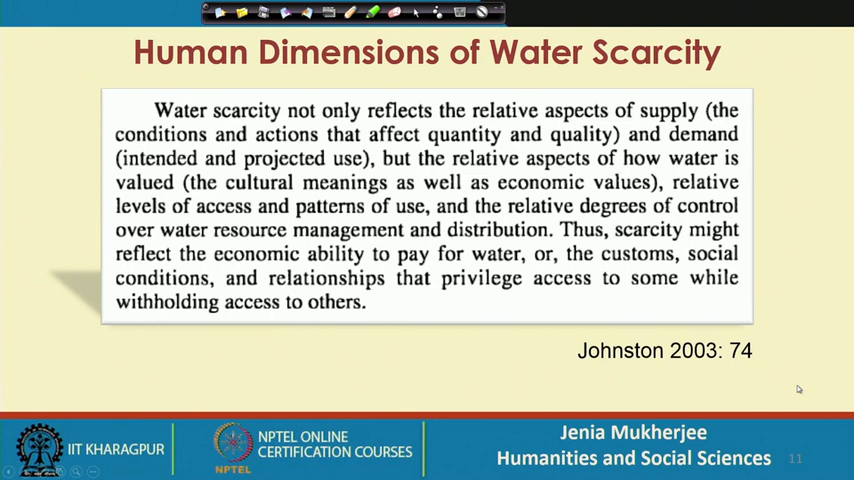 Human Dimensions of Water Scarcity
Water scarcity not only reflects the relative aspects of supply (the
conditions and actions that affect quantity and quality) and demand
(intended and projected use), but the relative aspects of how water is
valued (the cultural meanings as well as economic values), relative
levels of access and patterns of use, and the relative degrees of control
over water resource management and distribution. Thus, scarcity might
reflect the economic ability to pay for water, or, the customs, social
conditions, and relationships that privilege access to some while
withholding access to others.
Johnston 2003: 74
IIT KHARAGPUR
NPTEL
NPTEL ONLINE
CERTIFICATION COURSES
Jenia Mukherjee
Humanities and Social Sciences
11